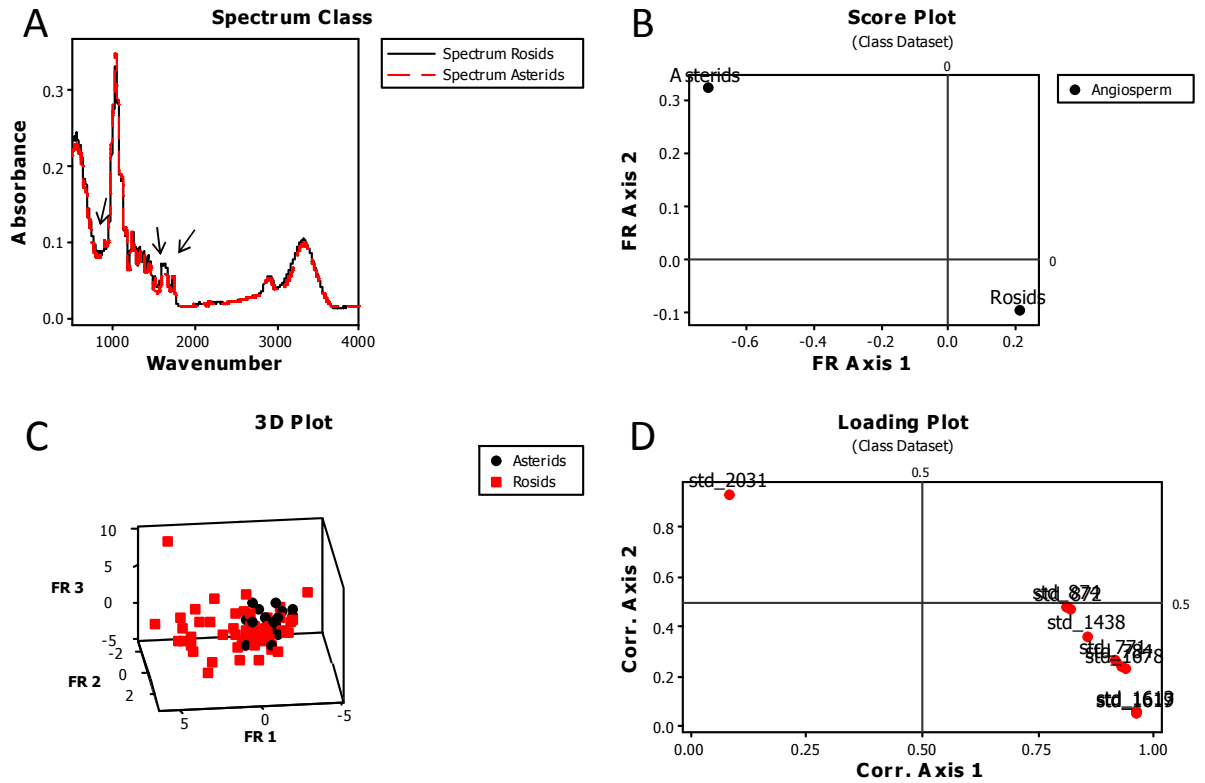 A
Spectrum Class
Spectrum Rosids
Spectrum Asterids
0.3
0.2
0.1
0.0
Absorbance
1000
2000
3000
4000
Wavenumber
B
Score Plot
(Class Dataset)
0
Asterids
Angiosperm
0.3
0.2
0.1
0.0
-0.1
0
Rosids
FR Axis 2
-0.6
-0.4
-0.2
0.0
0.2
FR Axis 1
C
3D Plot
Asterids
Rosids
10
5
0
-5
FR 3
-2
0
2
FR 2
5
0
-5
FR 1
D
Loading Plot
(Class Dataset)
0.5
std_2031
0.8
0.6
0.4
0.2
0.0
0.5
std_872
std_1438
std_1678
Corr. Axis 2
0.00
0.25
0.50
0.75
1.00
Corr. Axis 1